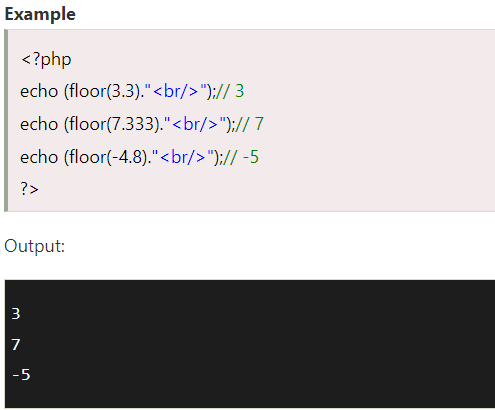 Example
<?php
echo (floor(3.3)."<br/>");// 3
echo (floor(7.333)."<br/>");// 7
echo (floor(-4.8)."<br/>");// -5
?>
Output:
3
7
-5